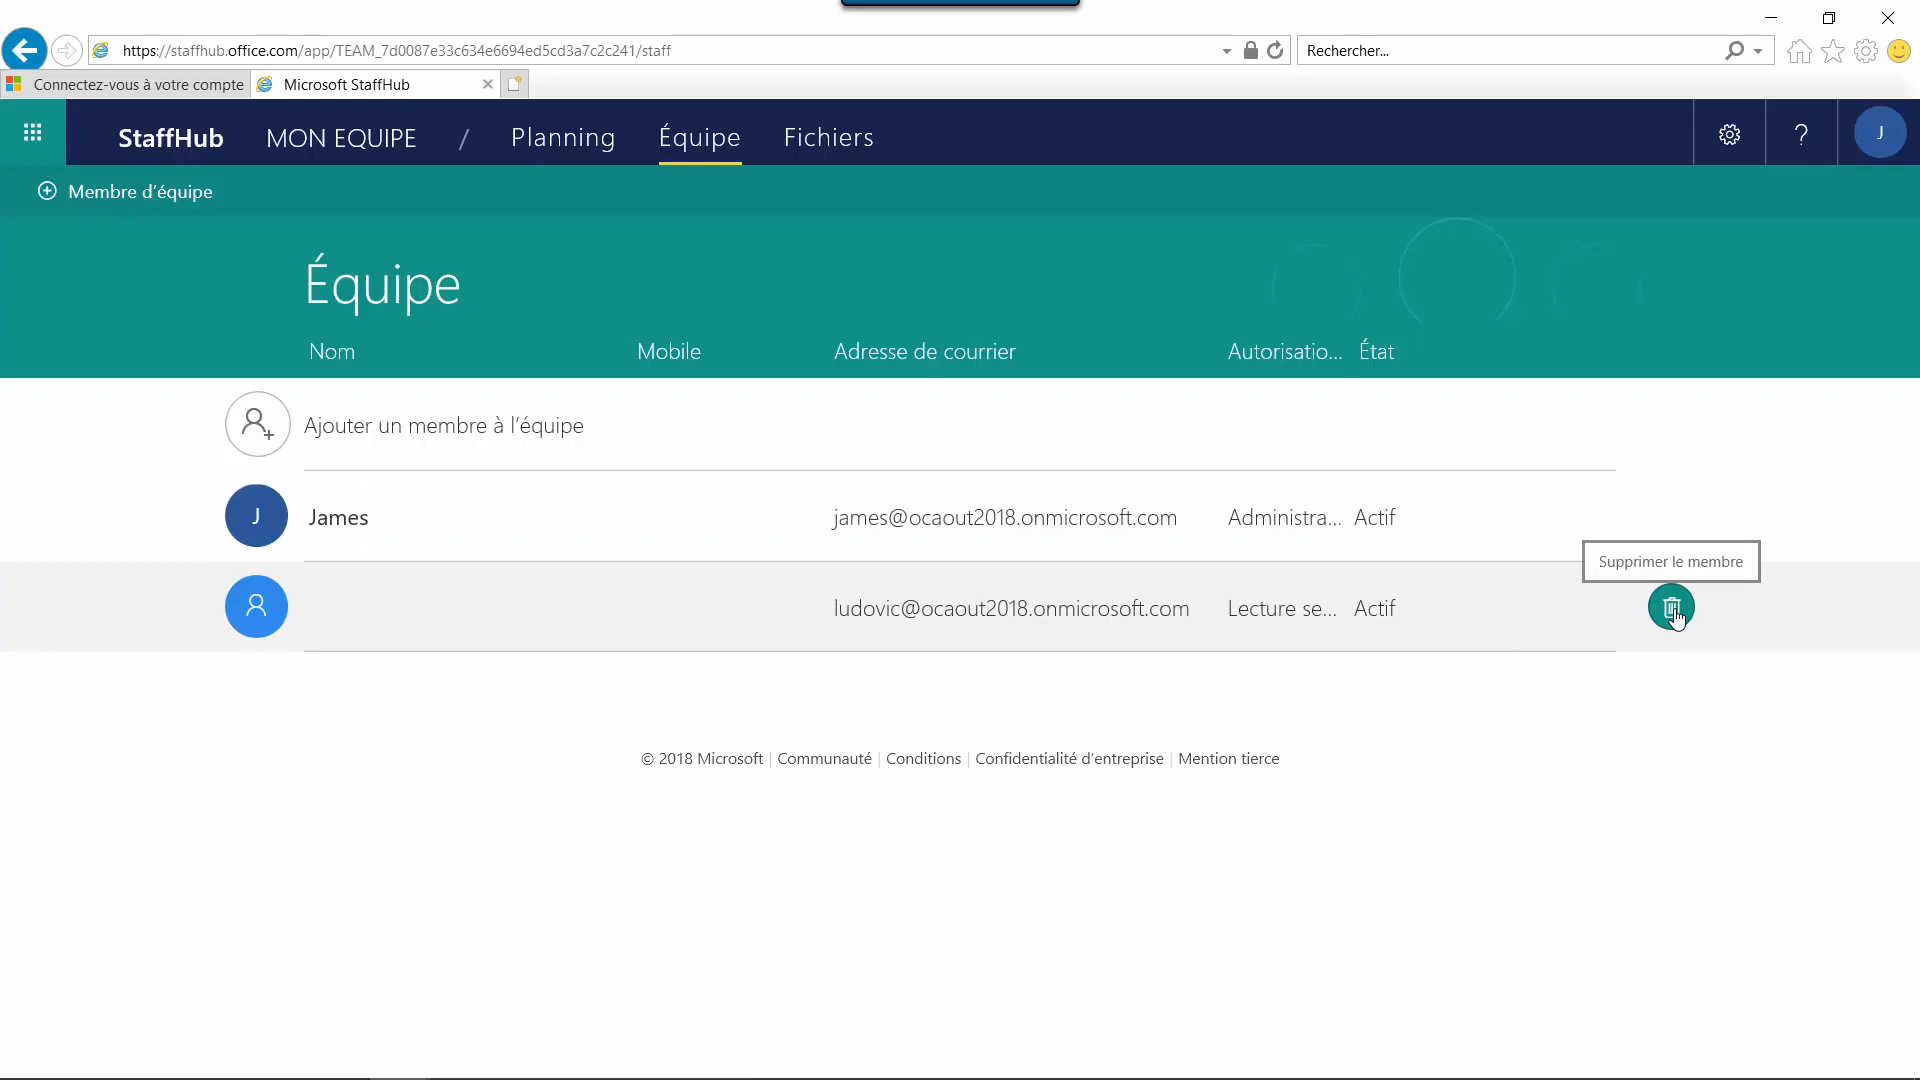 https://staffhub.office.com/app/TEAM_7d0087e33c634e6694ed5cd3a7c2c241/staff
Rechercher...
Connectez-vous à votre compte
Microsoft StaffHub
StaffHub MON EQUIPE / Planning Équipe Fichiers ? J
Membre d'équipe
Équipe
Nom Mobile Adresse de courrier Autorisatio... État
Ajouter un membre à l'équipe
J James james@ocaout2018.onmicrosoft.com Administra... Actif
Supprimer le membre
ludovic@ocaout2018.onmicrosoft.com Lecture se... Actif
© 2018 Microsoft | Communauté | Conditions | Confidentialité d'entreprise | Mention tierce